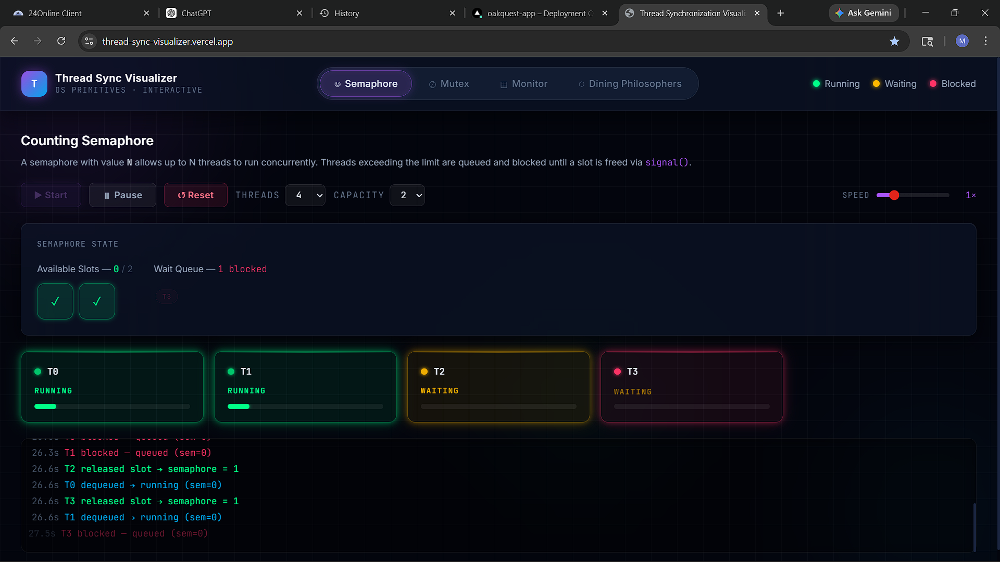 24Online Client
ChatGPT
History
oakquest-app – Deployment
Thread Synchronization Visuali
Ask Gemini
thread-sync-visualizer.vercel.app
M
T
Thread Sync Visualizer
OS PRIMITIVES · INTERACTIVE
Semaphore
Mutex
Monitor
Dining Philosophers
Running
Waiting
Blocked
Counting Semaphore
A semaphore with value N allows up to N threads to run concurrently. Threads exceeding the limit are queued and blocked until a slot is freed via signal().
▶ Start
⏸ Pause
↺ Reset
THREADS
4
CAPACITY
2
SPEED
1×
SEMAPHORE STATE
Available Slots — 0 / 2
Wait Queue — 1 blocked
✓
✓
T3
T0
RUNNING
T1
RUNNING
T2
WAITING
T3
WAITING
26.3s T1 blocked — queued (sem=0)
26.6s T2 released slot → semaphore = 1
26.6s T0 dequeued → running (sem=0)
26.6s T3 released slot → semaphore = 1
26.6s T1 dequeued → running (sem=0)
27.5s T3 blocked — queued (sem=0)